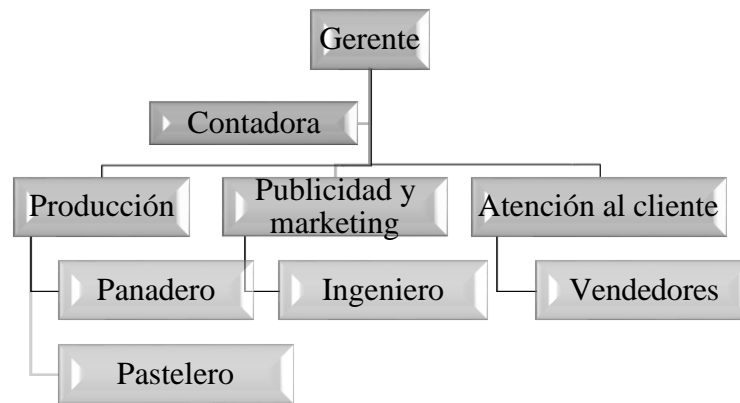 Gerente
Contadora
Producción
Publicidad y
marketing
Atención al cliente
Panadero
Ingeniero
Vendedores
Pastelero